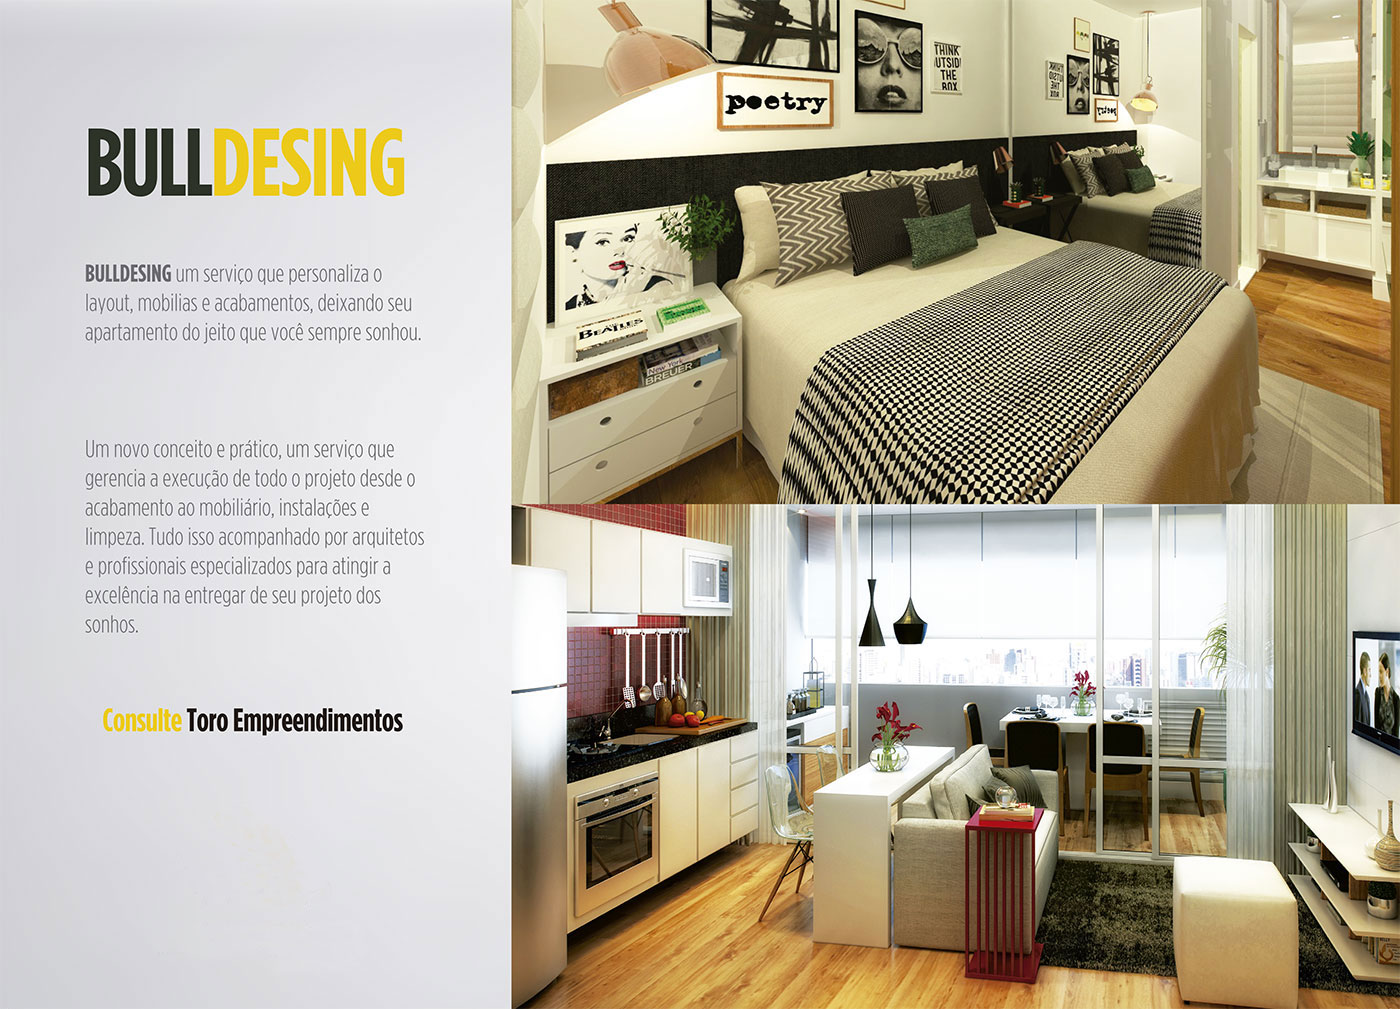 BULLDESING
BULLDESING um serviço que personaliza o
layout, mobilias e acabamentos, deixando seu
apartamento do jeito que você sempre sonhou.
Um novo conceito e prático, um serviço que
gerencia a execução de todo o projeto desde o
acabamento ao mobiliário, instalações e
limpeza. Tudo isso acompanhado por arquitetos
e profissionais especializados para atingir a
excelência na entregar de seu projeto dos
sonhos.
Consulte Toro Empreendimentos
poetry
THINK
OUTSIDE
THE
BOX
BEATLES
New York
BREUER